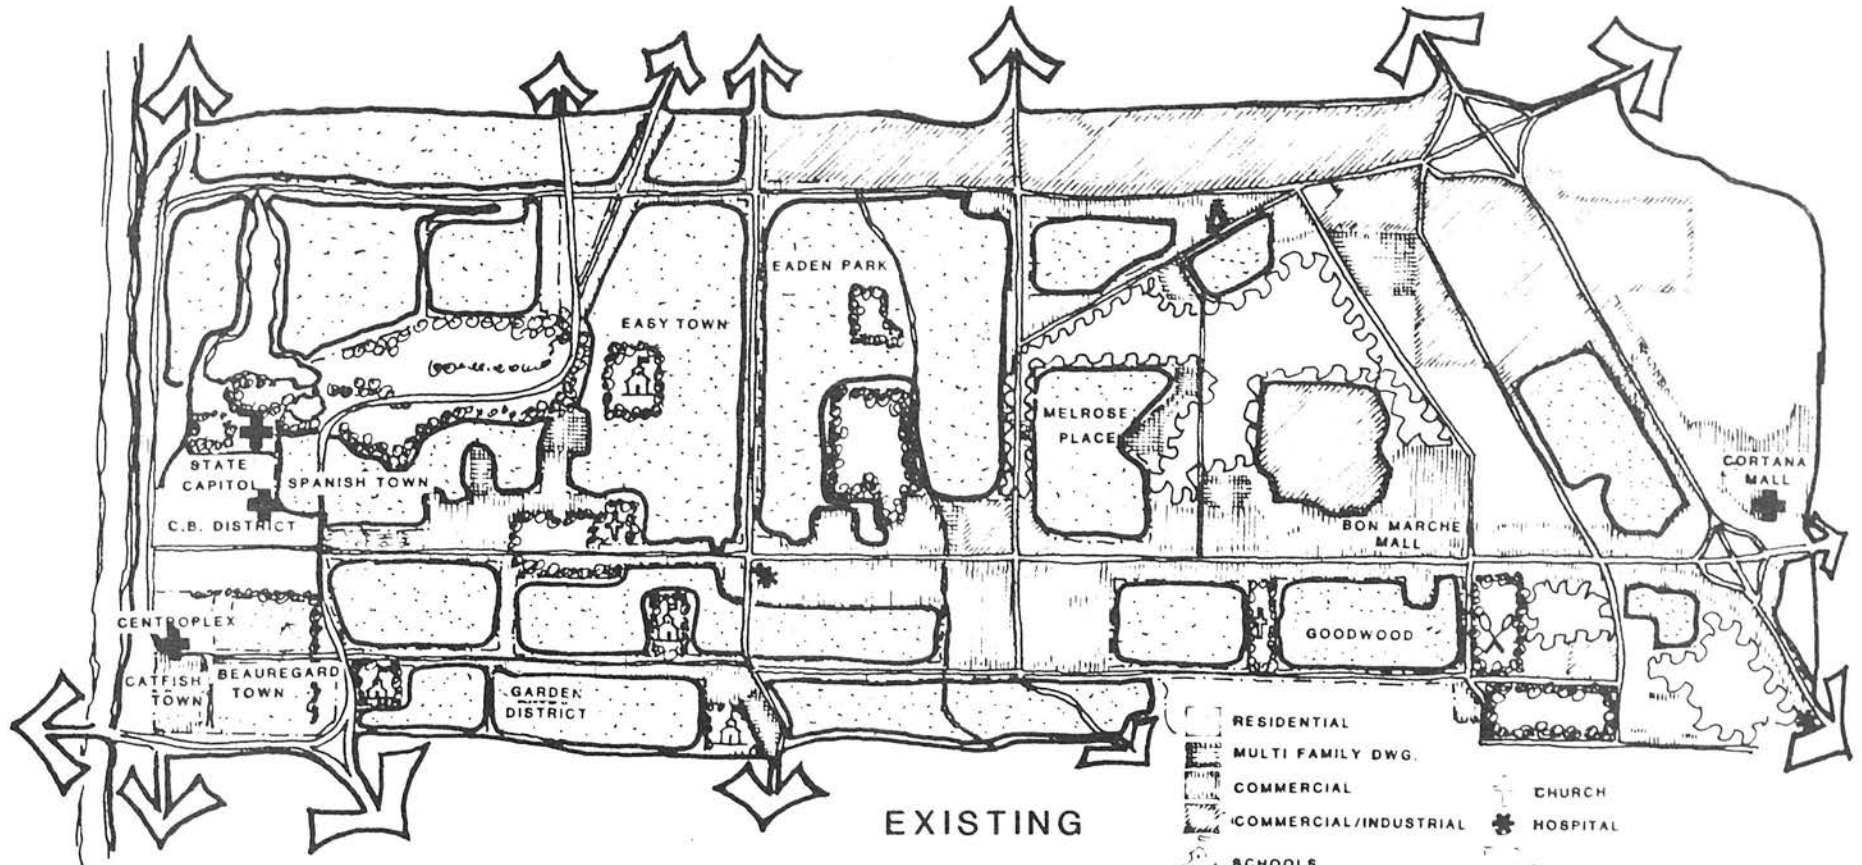 EADEN PARK
EASY TOWN
MELROSE
PLACE
STATE
CAPITOL
SPANISH TOWN
C.B. DISTRICT
CORTANA
MALL
BON MARCHE
MALL
CENTROPLEX
GOODWOOD
CATFISH
TOWN
BEAUREGARD
TOWN
GARDEN
DISTRICT
RESIDENTIAL
MULTI FAMILY DWG.
COMMERCIAL
COMMERCIAL/INDUSTRIAL
SCHOOLS
CHURCH
HOSPITAL
EXISTING